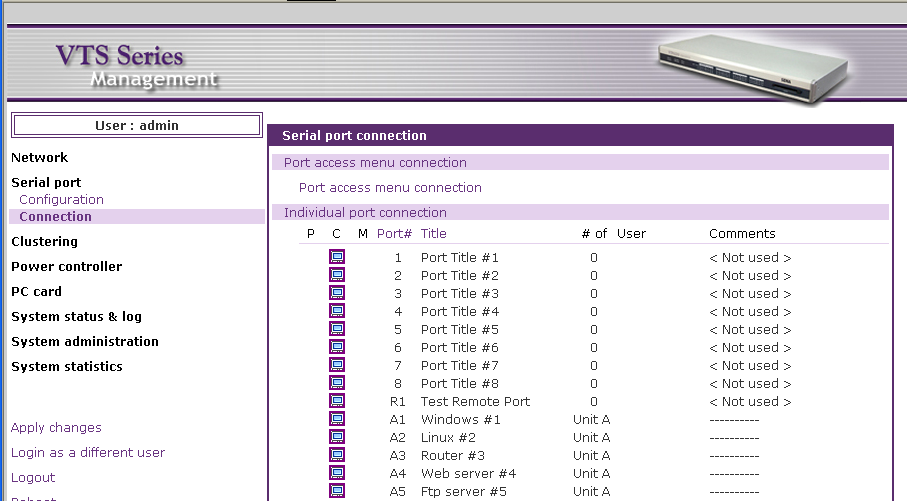 VTS Series
Management
User : admin
Network
Serial port
Configuration
Connection
Clustering
Power controller
PC card
System status & log
System administration
System statistics
Apply changes
Login as a different user
Logout
Reboot
Serial port connection
Port access menu connection
Port access menu connection
Individual port connection
P C M Port# Title # of User Comments
1 Port Title #1 0 < Not used >
2 Port Title #2 0 < Not used >
3 Port Title #3 0 < Not used >
4 Port Title #4 0 < Not used >
5 Port Title #5 0 < Not used >
6 Port Title #6 0 < Not used >
7 Port Title #7 0 < Not used >
8 Port Title #8 0 < Not used >
R1 Test Remote Port 0 < Not used >
A1 Windows #1 Unit A ----------
A2 Linux #2 Unit A ----------
A3 Router #3 Unit A ----------
A4 Web server #4 Unit A ----------
A5 Ftp server #5 Unit A ----------